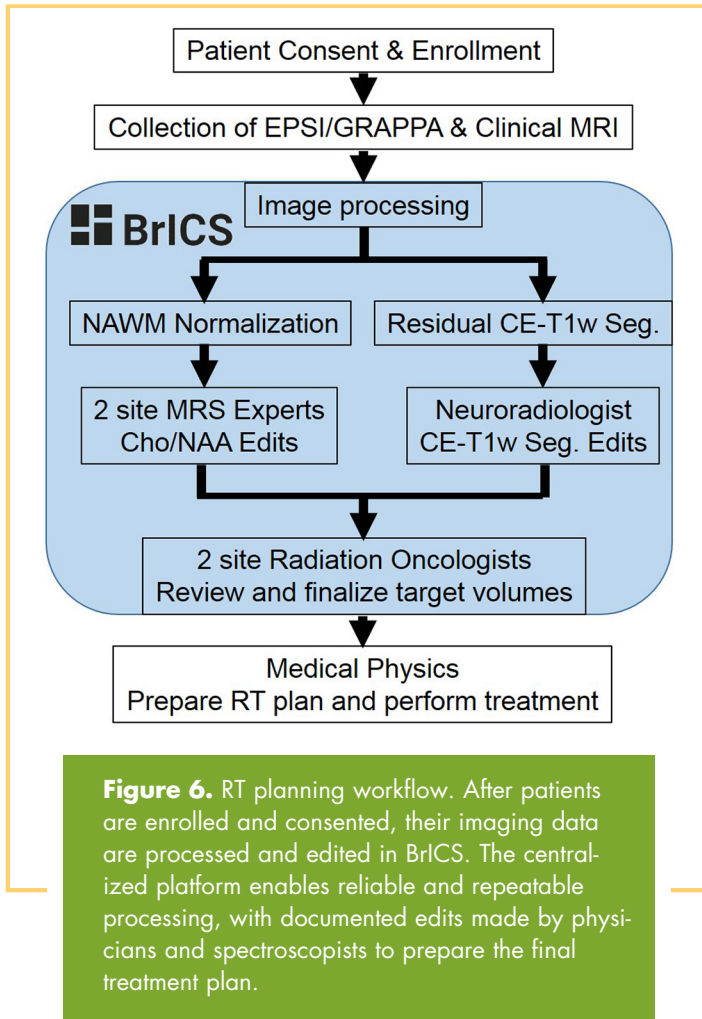 Patient Consent & Enrollment
Collection of EPSI/GRAPPA & Clinical MRI
Image processing
BrICS
NAWM Normalization
Residual CE-T1w Seg.
2 site MRS Experts
Cho/NAA Edits
Neuroradiologist
CE-T1w Seg. Edits
2 site Radiation Oncologists
Review and finalize target volumes
Medical Physics
Prepare RT plan and perform treatment
Figure 6. RT planning workflow. After patients
are enrolled and consented, their imaging data
are processed and edited in BrICS. The central-
ized platform enables reliable and repeatable
processing, with documented edits made by physi-
cians and spectroscopists to prepare the final
treatment plan.